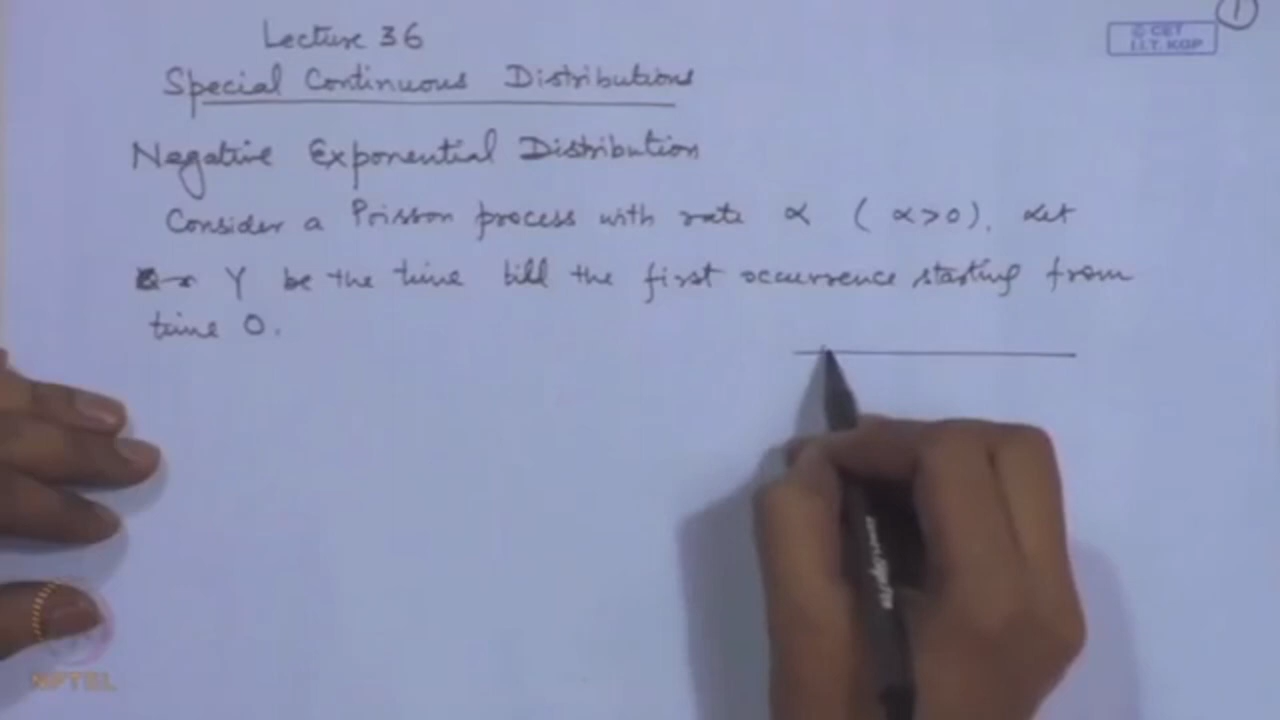 1
© CET
I.I.T. KGP
Lecture 36
Special Continuous Distributions
Negative Exponential Distribution
Consider a Poisson process with rate α (α>0). Let
Y be the time till the first occurrence starting from
time 0.
NPTEL